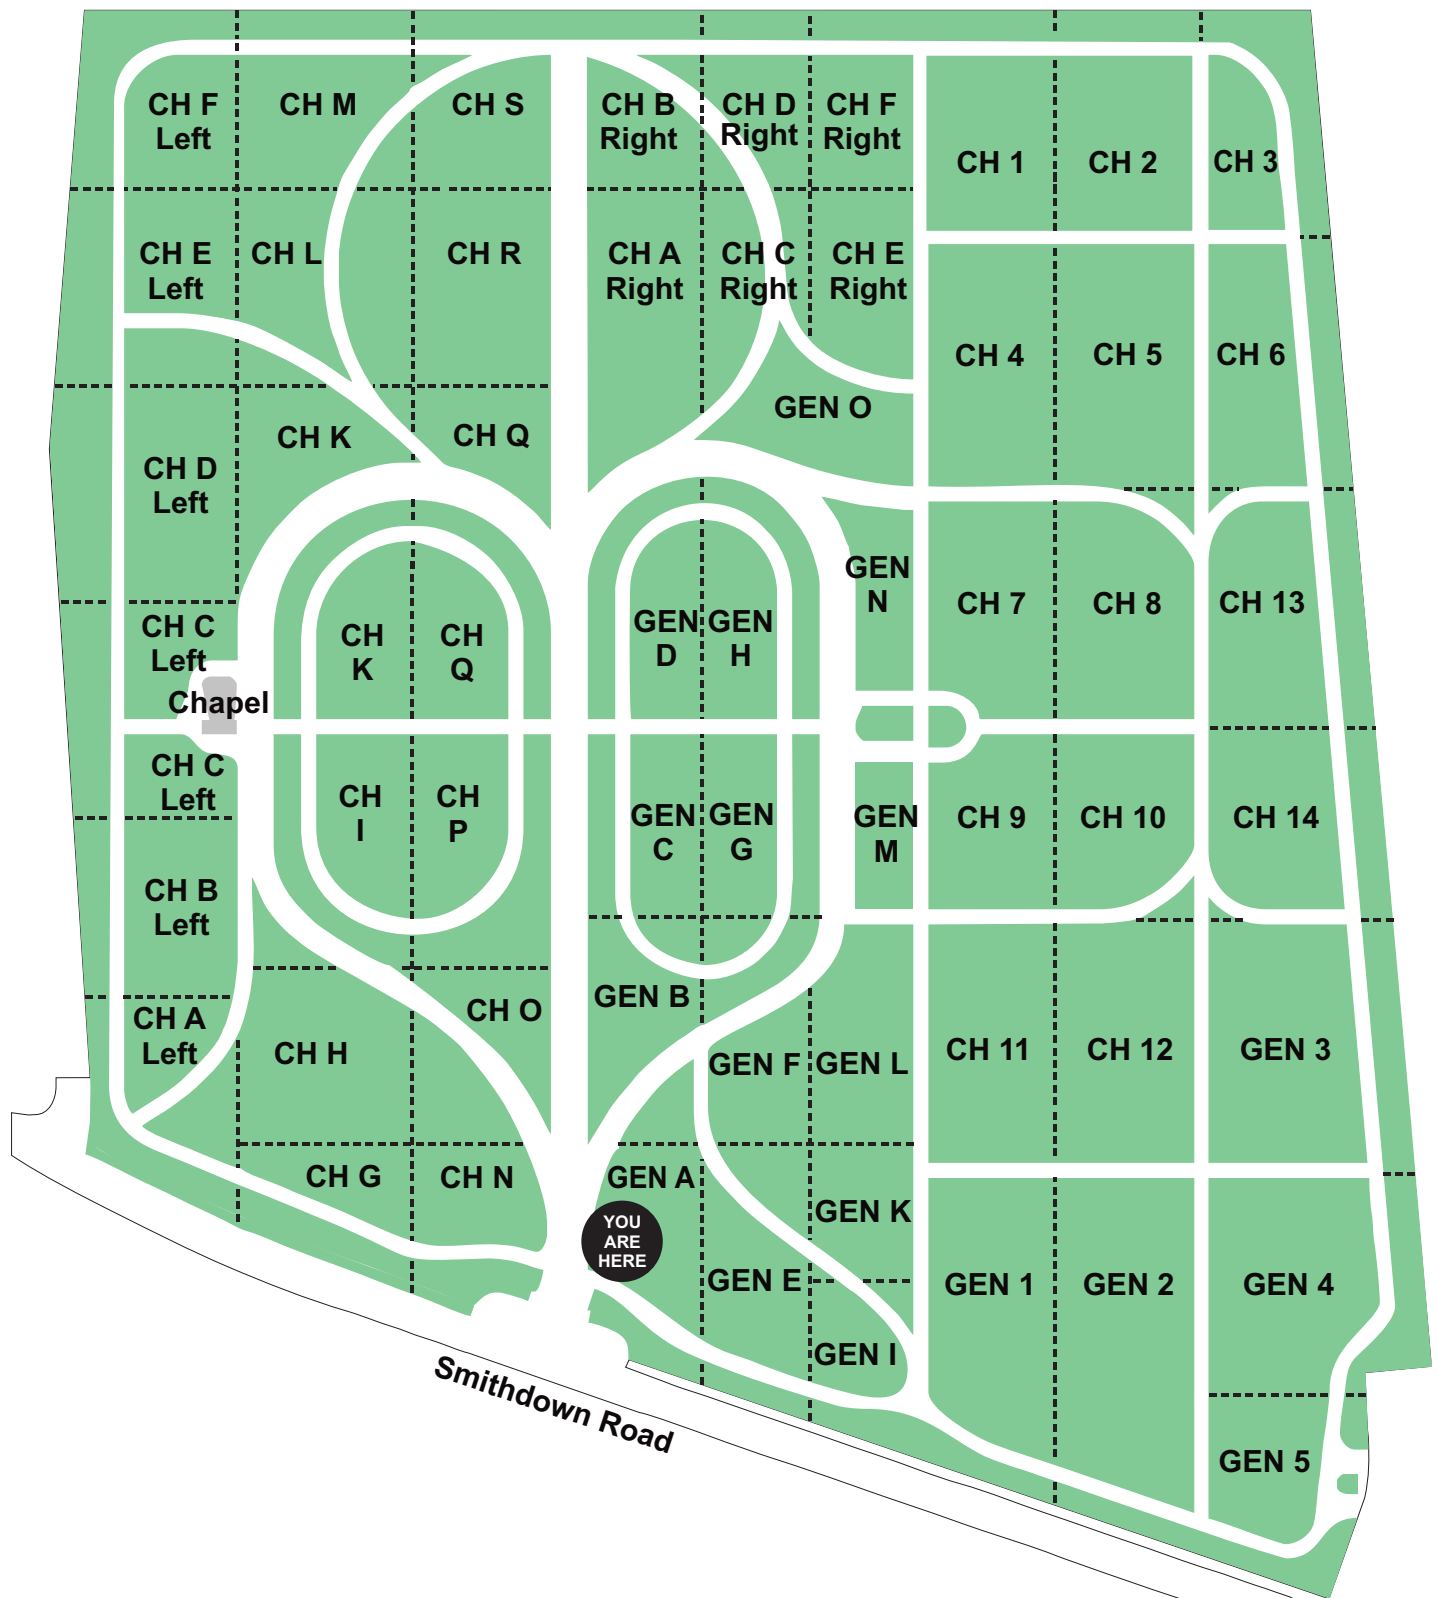 CH F
Left
CH M
CH S
CH B
Right
CH D
Right
CH F
Right
CH 1
CH 2
CH 3
CH E
Left
CH L
CH R
CH A
Right
CH C
Right
CH E
Right
CH 4
CH 5
CH 6
CH D
Left
CH K
CH Q
GEN O
CH C
Left
Chapel
CH
K
CH
Q
GEN
D
GEN
H
GEN
N
CH 7
CH 8
CH 13
CH C
Left
CH
I
CH
P
GEN
C
GEN
G
GEN
M
CH 9
CH 10
CH 14
CH B
Left
CH A
Left
CH H
CH O
GEN B
GEN F
GEN L
CH 11
CH 12
GEN 3
CH G
CH N
GEN A
YOU
ARE
HERE
GEN E
GEN K
GEN I
GEN 1
GEN 2
GEN 4
GEN 5
Smithdown Road